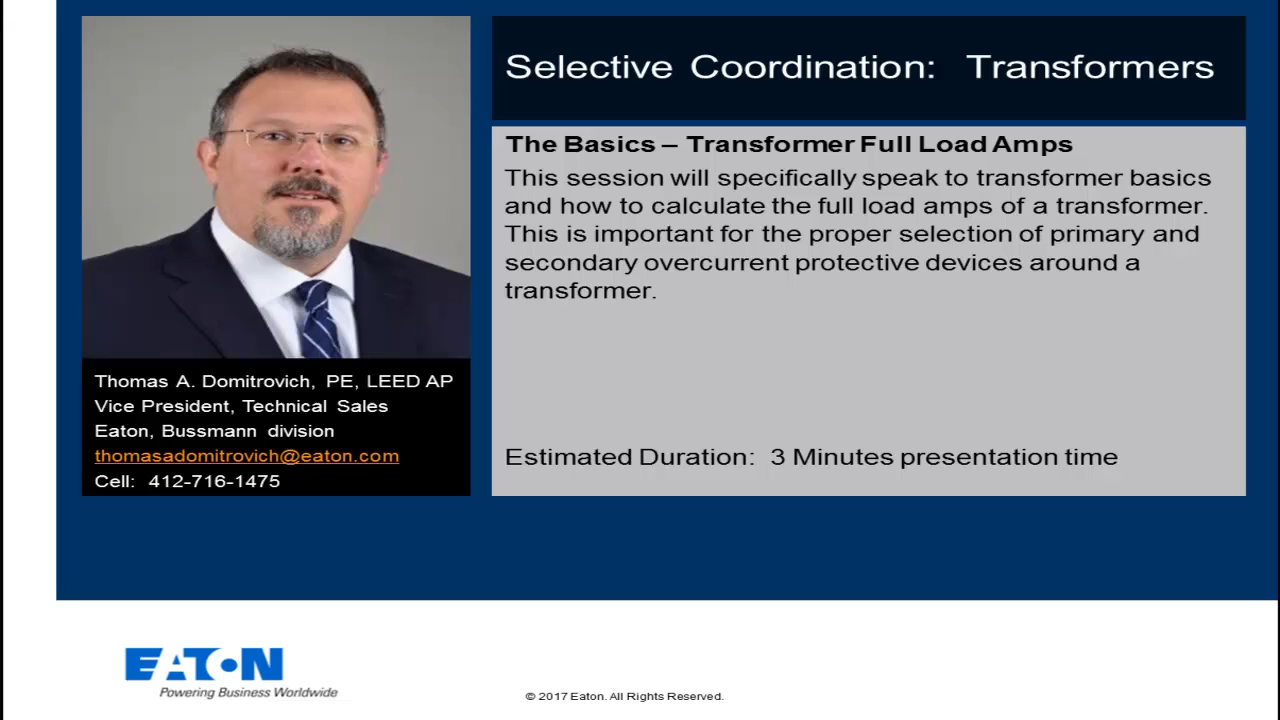 Selective Coordination: Transformers
The Basics – Transformer Full Load Amps
This session will specifically speak to transformer basics
and how to calculate the full load amps of a transformer.
This is important for the proper selection of primary and
secondary overcurrent protective devices around a
transformer.
Estimated Duration: 3 Minutes presentation time
Thomas A. Domitrovich, PE, LEED AP
Vice President, Technical Sales
Eaton, Bussmann division
thomasadomitrovich@eaton.com
Cell: 412-716-1475
EATON
Powering Business Worldwide
© 2017 Eaton. All Rights Reserved.